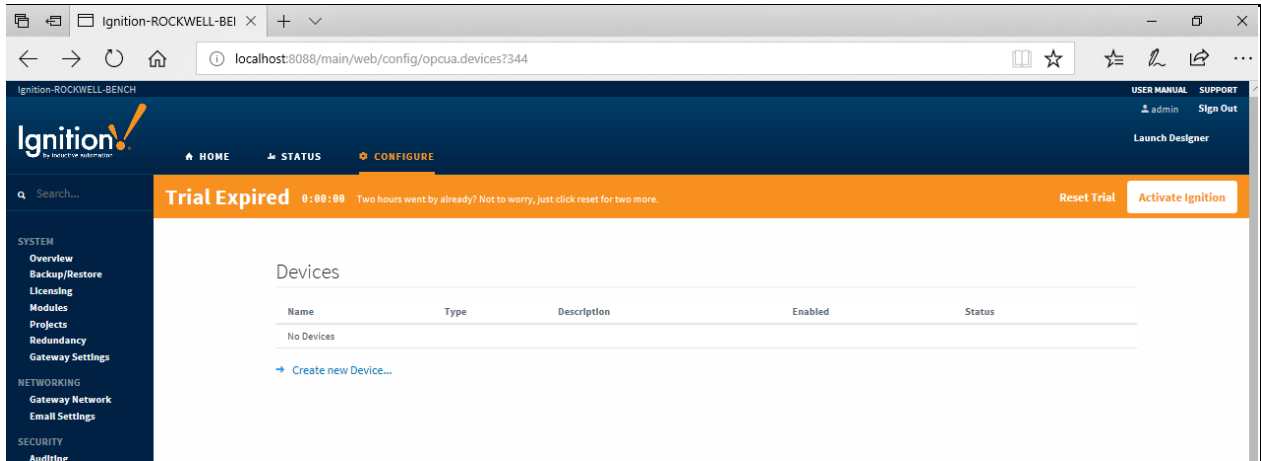 Ignition-ROCKWELL-BEI
localhost:8088/main/web/config/opcua.devices?344
Ignition-ROCKWELL-BENCH
USER MANUAL SUPPORT
admin Sign Out
Ignition!
by inductive automation
Launch Designer
HOME STATUS CONFIGURE
Search...
Trial Expired 0:00:00 Two hours went by already? Not to worry, just click reset for two more. Reset Trial Activate Ignition
SYSTEM
Overview
Backup/Restore
Licensing
Modules
Projects
Redundancy
Gateway Settings
NETWORKING
Gateway Network
Email Settings
SECURITY
Auditing
Devices
Name Type Description Enabled Status
No Devices
→ Create new Device...